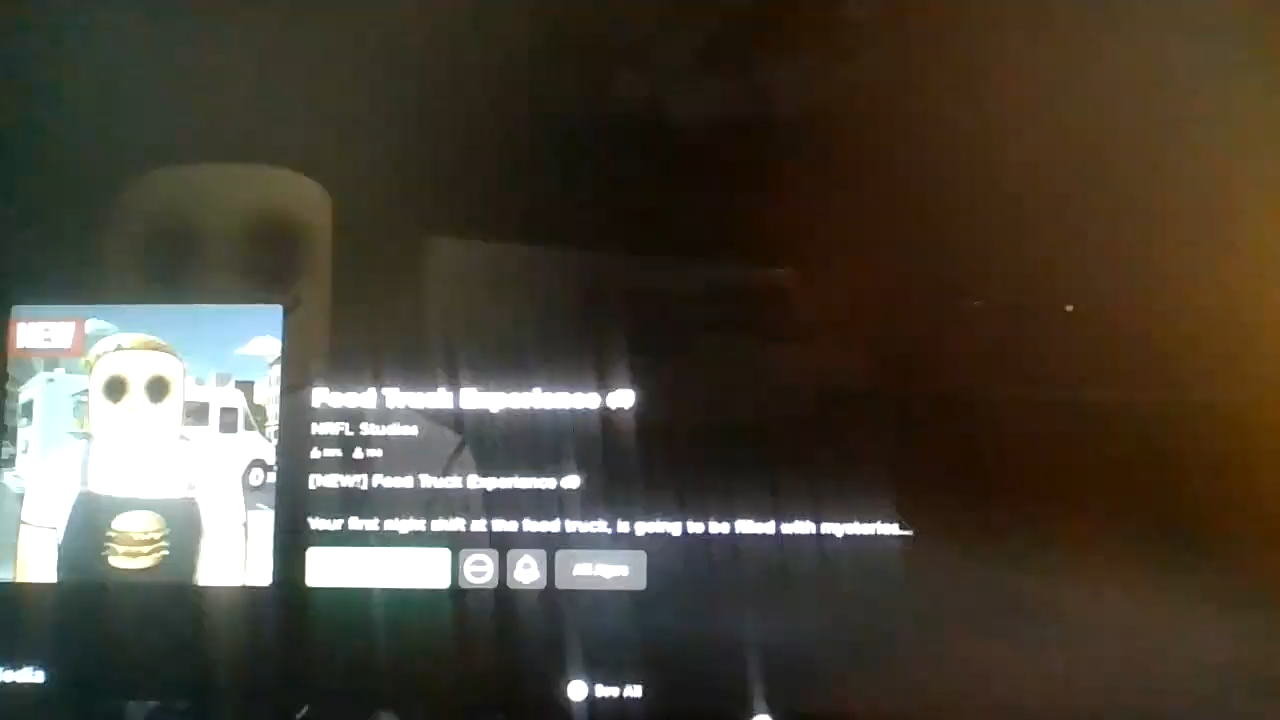 NEW
Food Truck Experience
NRFL Studios
[NEW!] Food Truck Experience
Your first night shift at the food truck, is going to be filled with mysteries...
All Ages
Media
See All